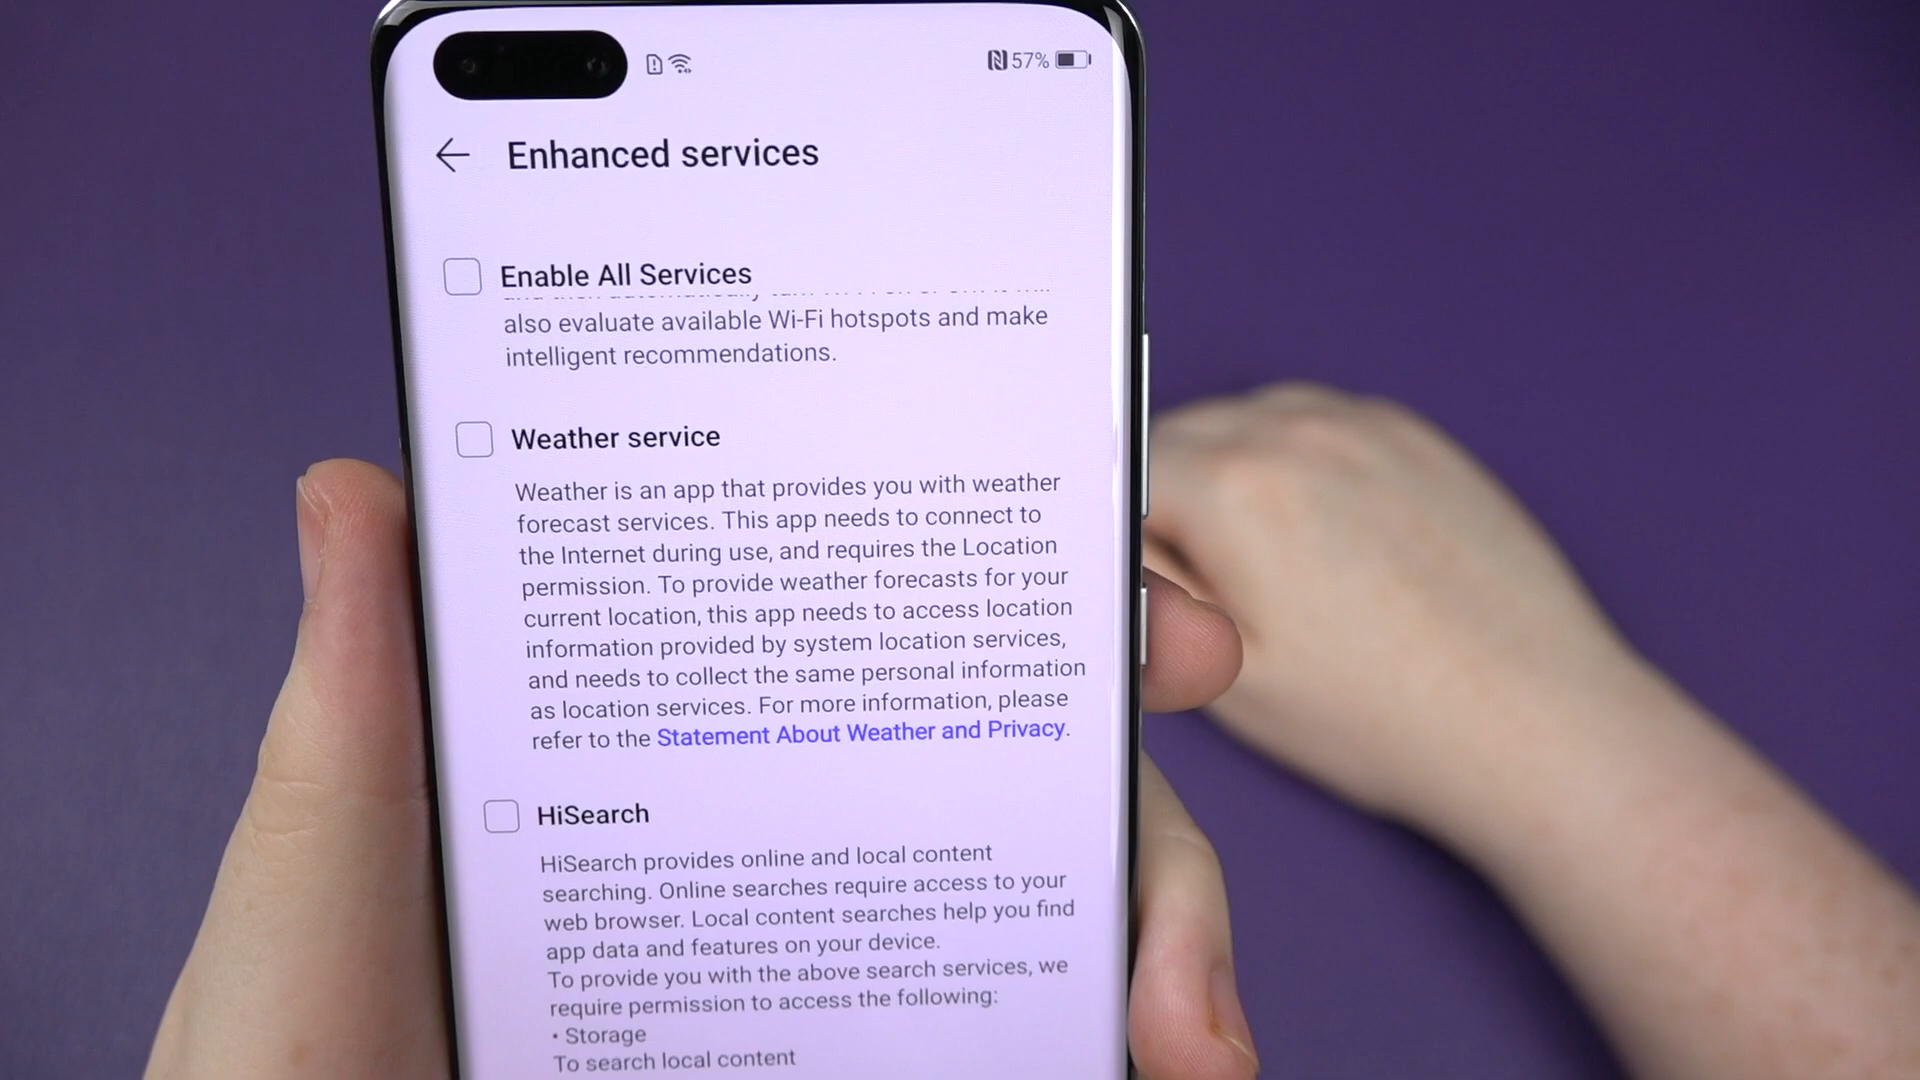 57%
Enhanced services
Enable All Services
also evaluate available Wi-Fi hotspots and make
intelligent recommendations.
Weather service
Weather is an app that provides you with weather
forecast services. This app needs to connect to
the Internet during use, and requires the Location
permission. To provide weather forecasts for your
current location, this app needs to access location
information provided by system location services,
and needs to collect the same personal information
as location services. For more information, please
refer to the Statement About Weather and Privacy.
HiSearch
HiSearch provides online and local content
searching. Online searches require access to your
web browser. Local content searches help you find
app data and features on your device.
To provide you with the above search services, we
require permission to access the following:
• Storage
To search local content